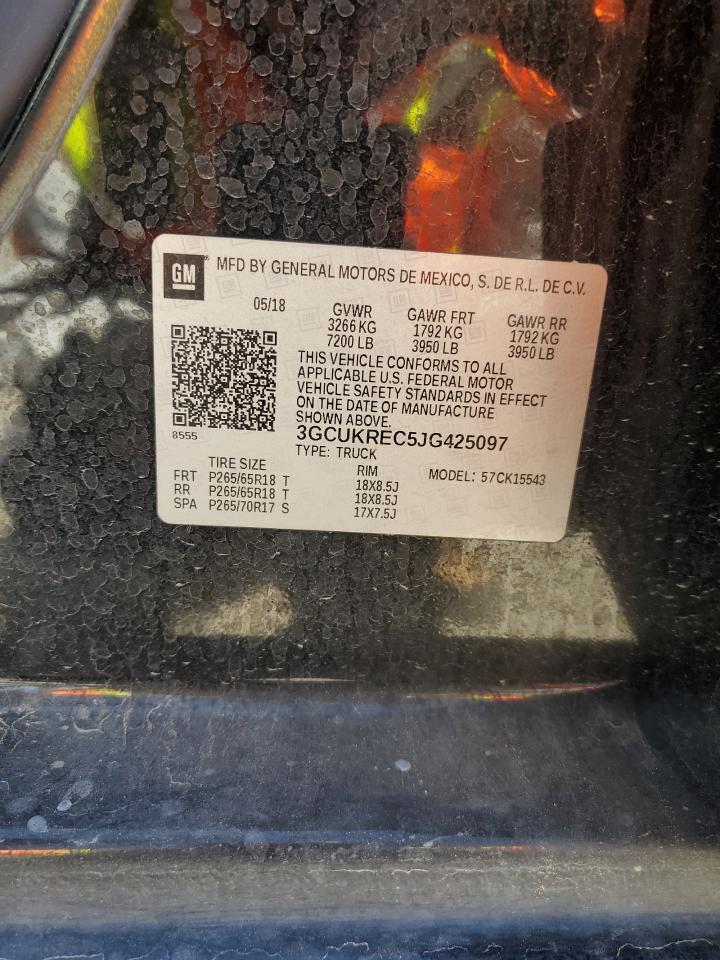 GM ® MFD BY GENERAL MOTORS DE MEXICO, S. DE R.L. DE C.V.
05/18 GVWR GAWR FRT GAWR RR
3266 KG 1792 KG 1792 KG
7200 LB 3950 LB 3950 LB
THIS VEHICLE CONFORMS TO ALL
APPLICABLE U.S. FEDERAL MOTOR
VEHICLE SAFETY STANDARDS IN EFFECT
ON THE DATE OF MANUFACTURE
SHOWN ABOVE.
8555 3GCUKREC5JG425097
TYPE: TRUCK
TIRE SIZE RIM MODEL: 57CK15543
FRT P265/65R18 T 18X8.5J
RR P265/65R18 T 18X8.5J
SPA P265/70R17 S 17X7.5J